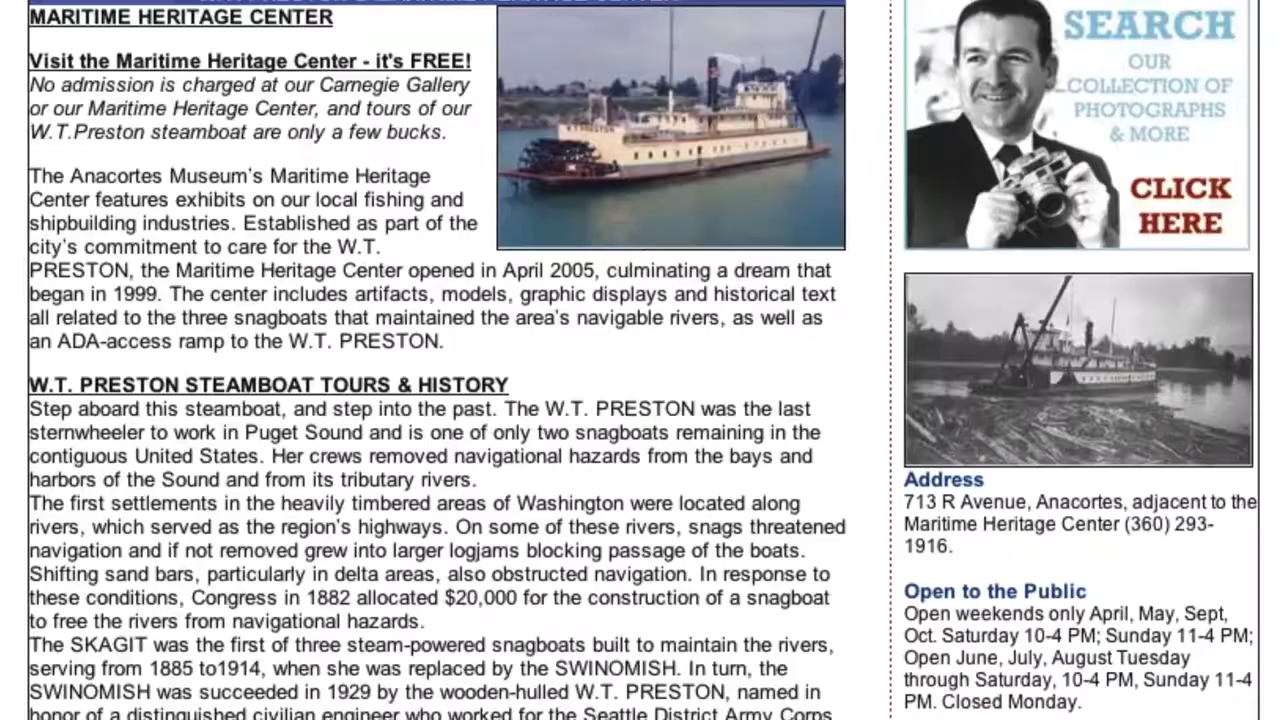 MARITIME HERITAGE CENTER
Visit the Maritime Heritage Center - it's FREE!
No admission is charged at our Carnegie Gallery
or our Maritime Heritage Center, and tours of our
W.T.Preston steamboat are only a few bucks.
The Anacortes Museum's Maritime Heritage
Center features exhibits on our local fishing and
shipbuilding industries. Established as part of the
city's commitment to care for the W.T.
PRESTON, the Maritime Heritage Center opened in April 2005, culminating a dream that
began in 1999. The center includes artifacts, models, graphic displays and historical text
all related to the three snagboats that maintained the area's navigable rivers, as well as
an ADA-access ramp to the W.T. PRESTON.
W.T. PRESTON STEAMBOAT TOURS & HISTORY
Step aboard this steamboat, and step into the past. The W.T. PRESTON was the last
sternwheeler to work in Puget Sound and is one of only two snagboats remaining in the
contiguous United States. Her crews removed navigational hazards from the bays and
harbors of the Sound and from its tributary rivers.
The first settlements in the heavily timbered areas of Washington were located along
rivers, which served as the region's highways. On some of these rivers, snags threatened
navigation and if not removed grew into larger logjams blocking passage of the boats.
Shifting sand bars, particularly in delta areas, also obstructed navigation. In response to
these conditions, Congress in 1882 allocated $20,000 for the construction of a snagboat
to free the rivers from navigational hazards.
The SKAGIT was the first of three steam-powered snagboats built to maintain the rivers,
serving from 1885 to1914, when she was replaced by the SWINOMISH. In turn, the
SWINOMISH was succeeded in 1929 by the wooden-hulled W.T. PRESTON, named in
honor of a distinguished civilian engineer who worked for the Seattle District Army Corps
SEARCH
OUR
COLLECTION OF
PHOTOGRAPHS
& MORE
CLICK
HERE
Address
713 R Avenue, Anacortes, adjacent to the
Maritime Heritage Center (360) 293-
1916.
Open to the Public
Open weekends only April, May, Sept,
Oct. Saturday 10-4 PM; Sunday 11-4 PM;
Open June, July, August Tuesday
through Saturday, 10-4 PM, Sunday 11-4
PM. Closed Monday.